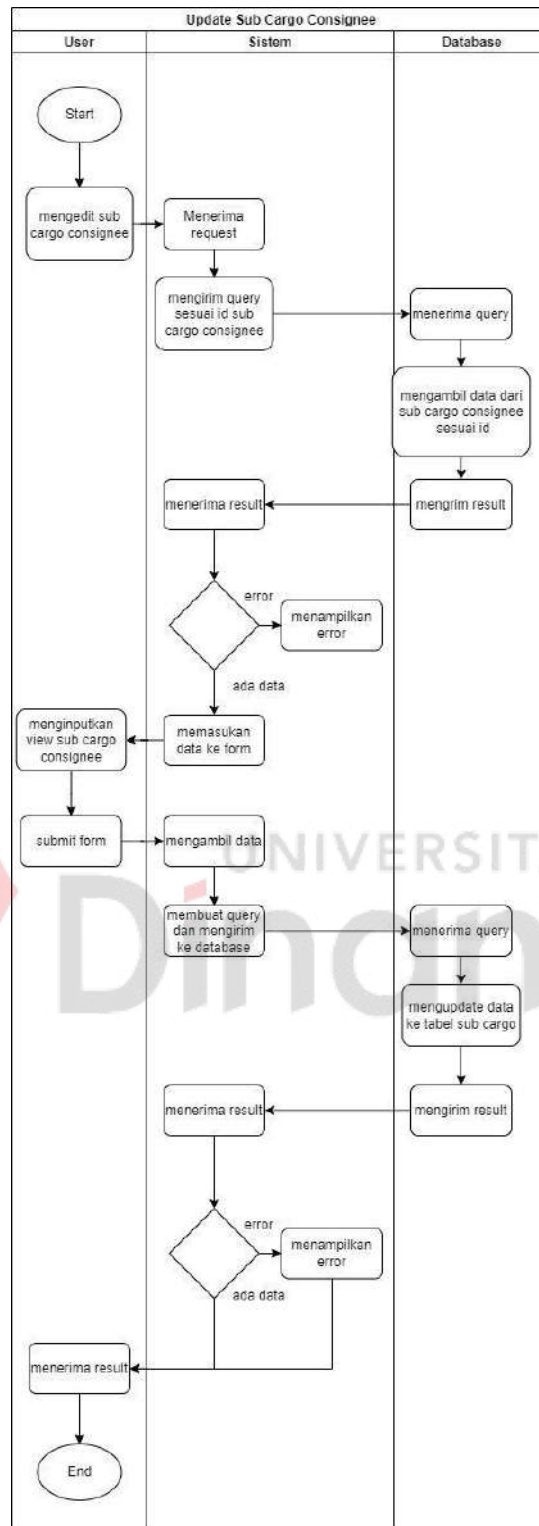 Update Sub Cargo Consignee
User
Sistem
Database
Start
mengedit sub
cargo consignee
Menerima
request
mengirim query
sesuai id sub
cargo consignee
menerima query
mengambil data dari
sub cargo consignee
sesuai id
mengrim result
menerima result
error
menampilkan
error
ada data
memasukan
data ke form
menginputkan
view sub cargo
consignee
submit form
mengambil data
UNIVERSITA
Dinam
membuat query
dan mengirim
ke database
menerima query
mengupdate data
ke tabel sub cargo
mengirim result
menerima result
error
menampilkan
error
ada data
menerima result
End